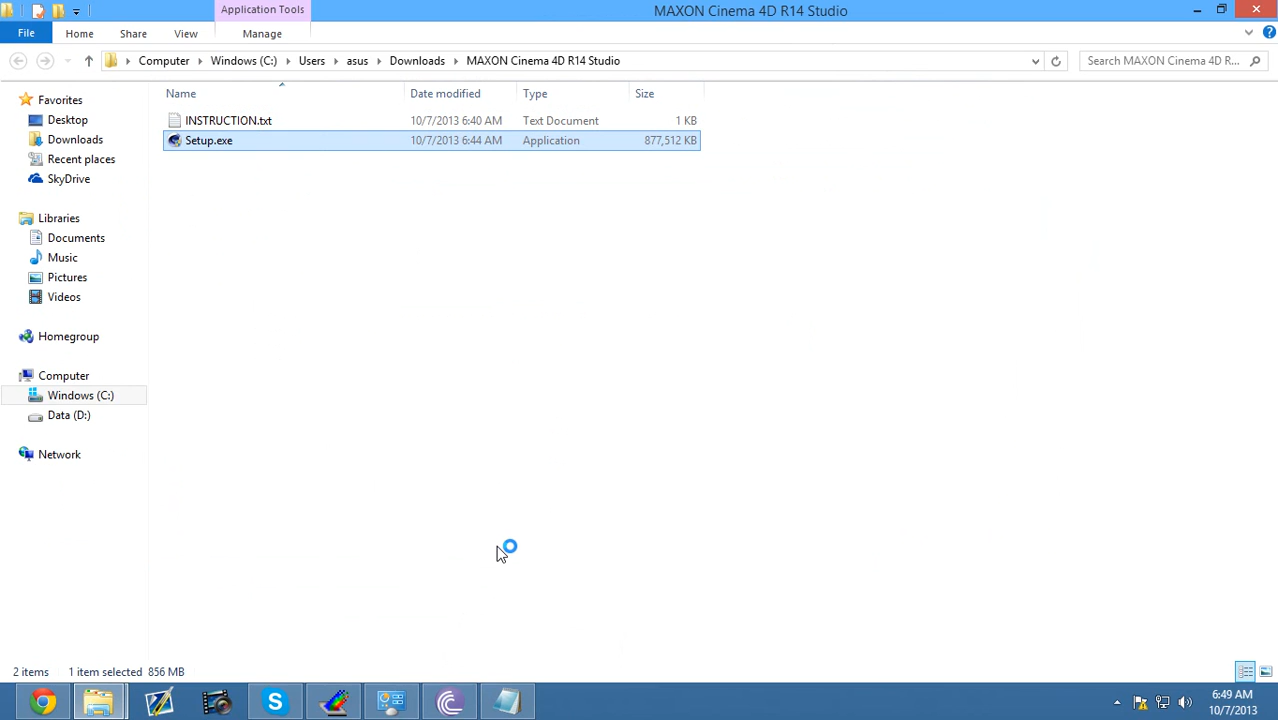 Application Tools
MAXON Cinema 4D R14 Studio
File
Home
Share
View
Manage
Computer
Windows (C:)
Users
asus
Downloads
MAXON Cinema 4D R14 Studio
Search MAXON Cinema 4D R...
Name
Date modified
Type
Size
INSTRUCTION.txt
10/7/2013 6:40 AM
Text Document
1 KB
Setup.exe
10/7/2013 6:44 AM
Application
877,512 KB
Favorites
Desktop
Downloads
Recent places
SkyDrive
Libraries
Documents
Music
Pictures
Videos
Homegroup
Computer
Windows (C:)
Data (D:)
Network
2 items
1 item selected 856 MB
6:49 AM
10/7/2013